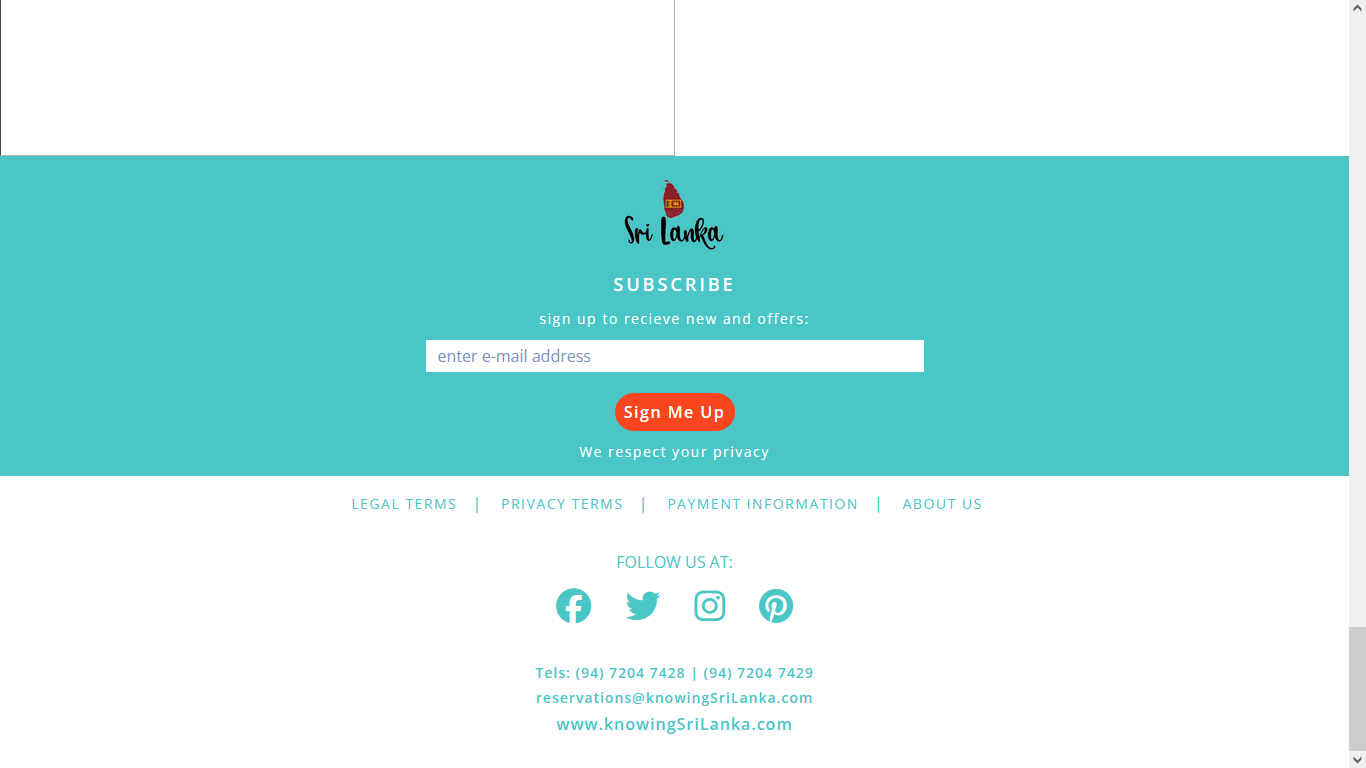 Sri Lanka
SUBSCRIBE
sign up to recieve new and offers:
enter e-mail address
Sign Me Up
We respect your privacy
LEGAL TERMS | PRIVACY TERMS | PAYMENT INFORMATION | ABOUT US
FOLLOW US AT:
Tels: (94) 7204 7428 | (94) 7204 7429
reservations@knowingSriLanka.com
www.knowingSriLanka.com